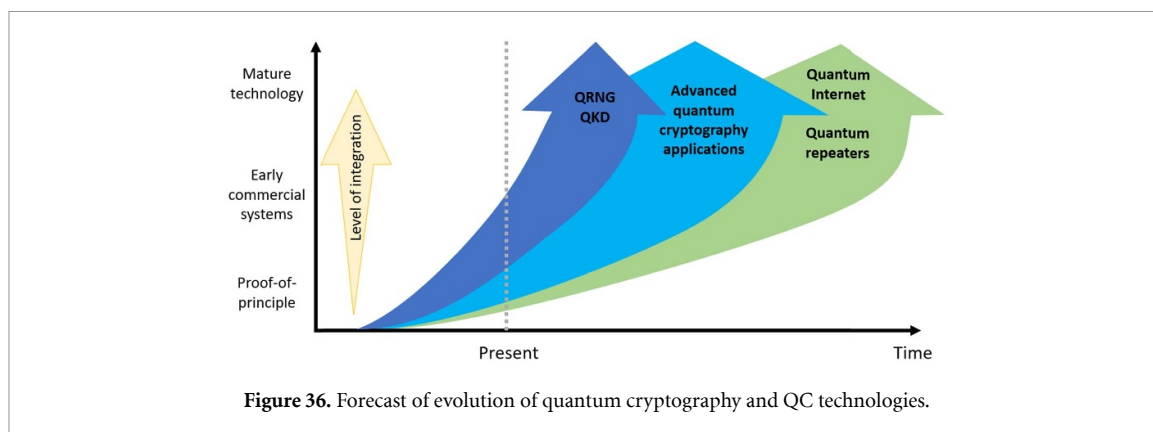 Mature
technology
Early
commercial
systems
Proof-of-
principle
Level of integration
QRNG
QKD
Advanced
quantum
cryptography
applications
Quantum
Internet
Quantum
repeaters
Present
Time
Figure 36. Forecast of evolution of quantum cryptography and QC technologies.